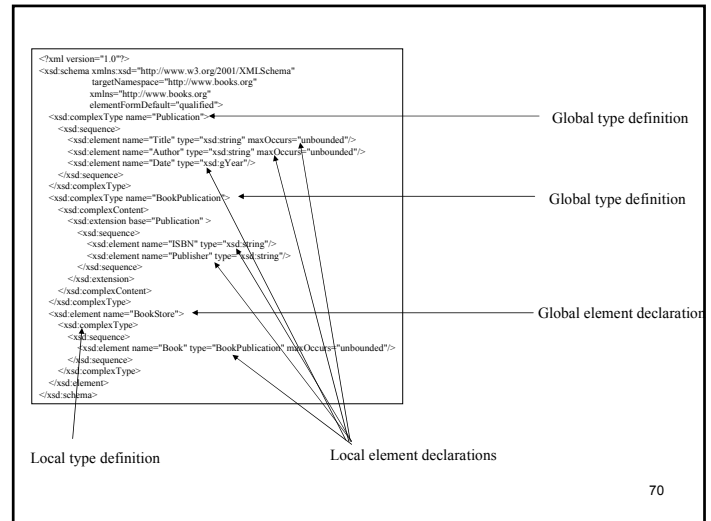 <?xml version="1.0"?>
<xsd:schema xmlns:xsd="http://www.w3.org/2001/XMLSchema"
targetNamespace="http://www.books.org"
xmlns="http://www.books.org"
elementFormDefault="qualified">
<xsd:complexType name="Publication">
<xsd:sequence>
<xsd:element name="Title" type="xsd:string" maxOccurs="unbounded"/>
<xsd:element name="Author" type="xsd:string" maxOccurs="unbounded"/>
<xsd:element name="Date" type="xsd:gYear"/>
</xsd:sequence>
</xsd:complexType>
<xsd:complexType name="BookPublication">
<xsd:complexContent>
<xsd:extension base="Publication" >
<xsd:sequence>
<xsd:element name="ISBN" type="xsd:string"/>
<xsd:element name="Publisher" type="xsd:string"/>
</xsd:sequence>
</xsd:extension>
</xsd:complexContent>
</xsd:complexType>
<xsd:element name="BookStore">
<xsd:complexType>
<xsd:sequence>
<xsd:element name="Book" type="BookPublication" maxOccurs="unbounded"/>
</xsd:sequence>
</xsd:complexType>
</xsd:element>
</xsd:schema>
Global type definition
Global type definition
Global element declaration
Local type definition
Local element declarations
70